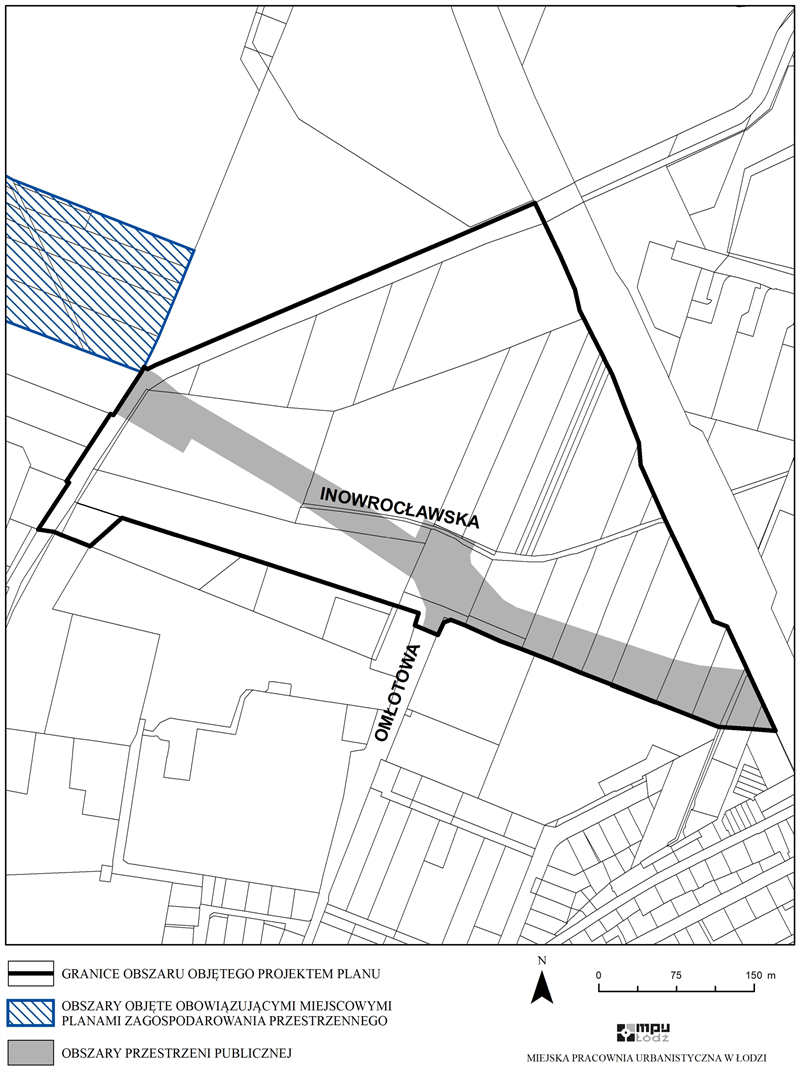 INOWROCŁAWSKA
OMŁOTOWA
GRANICE OBSZARU OBJĘTEGO PROJEKTEM PLANU
OBSZARY OBJĘTE OBOWIĄZUJĄCYMI MIEJSCOWYMI
PLANAMI ZAGOSPODAROWANIA PRZESTRZENNEGO
OBSZARY PRZESTRZENI PUBLICZNEJ
N
0 75 150 m
mpu
Łódź
MIEJSKA PRACOWNIA URBANISTYCZNA W ŁODZI